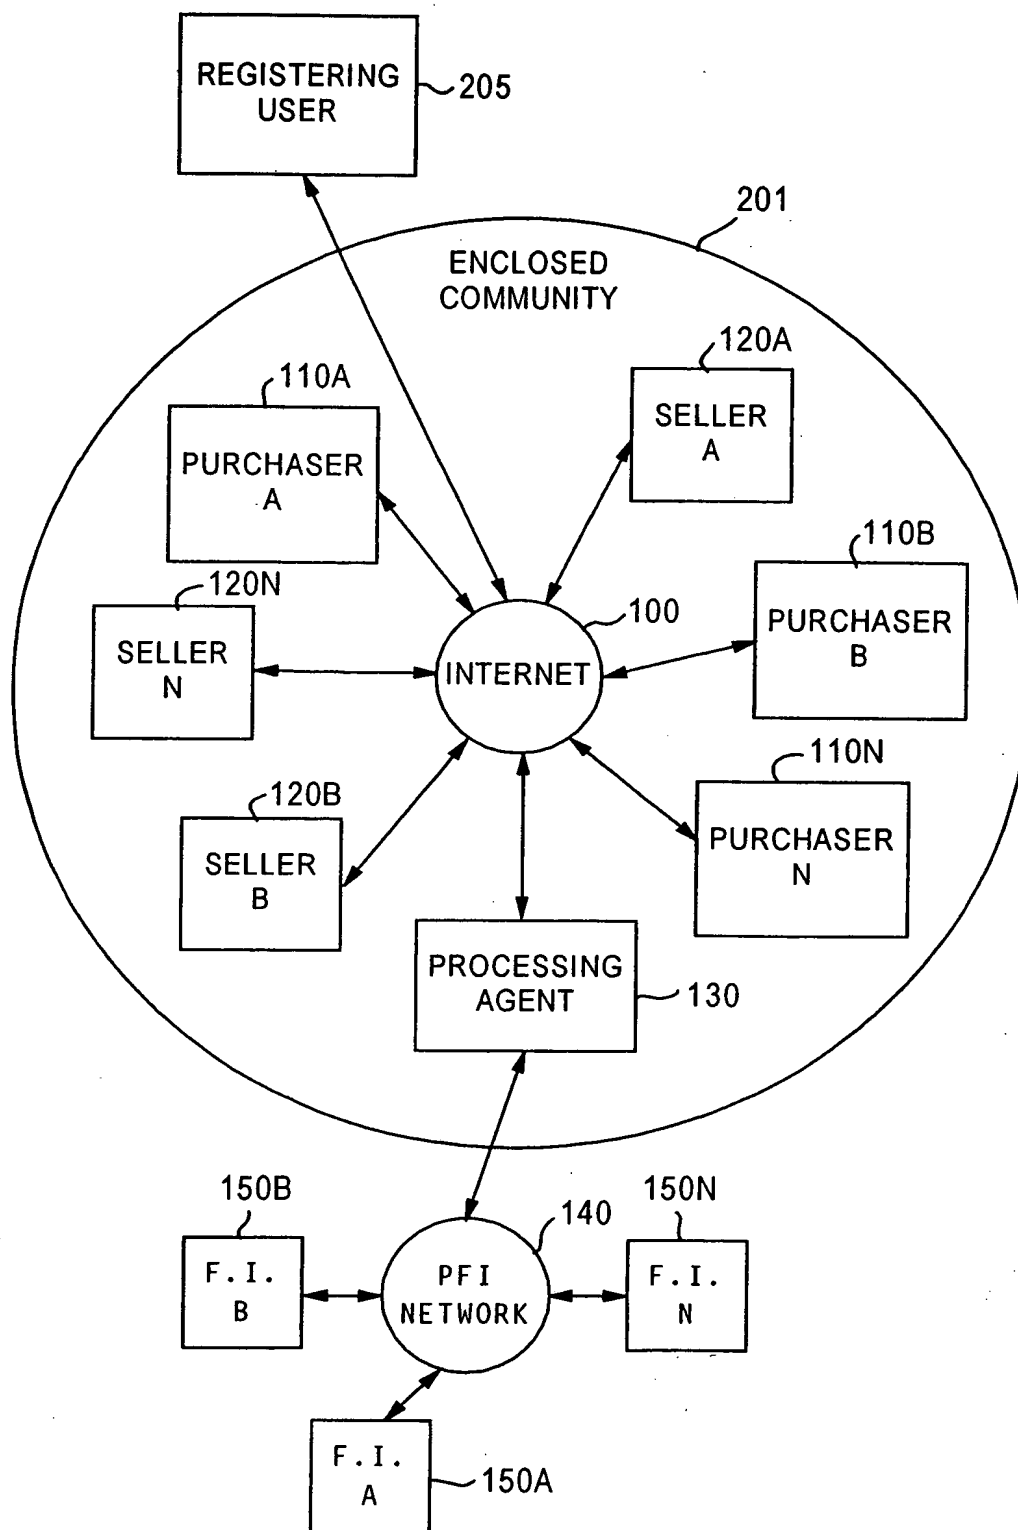 REGISTERING
USER
205
201
ENCLOSED
COMMUNITY
120A
SELLER
A
110A
PURCHASER
A
110B
PURCHASER
B
120N
SELLER
N
100
INTERNET
110N
PURCHASER
N
120B
SELLER
B
PROCESSING
AGENT
130
150B
F.I.
B
140
PFI
NETWORK
150N
F.I.
N
F.I.
A
150A